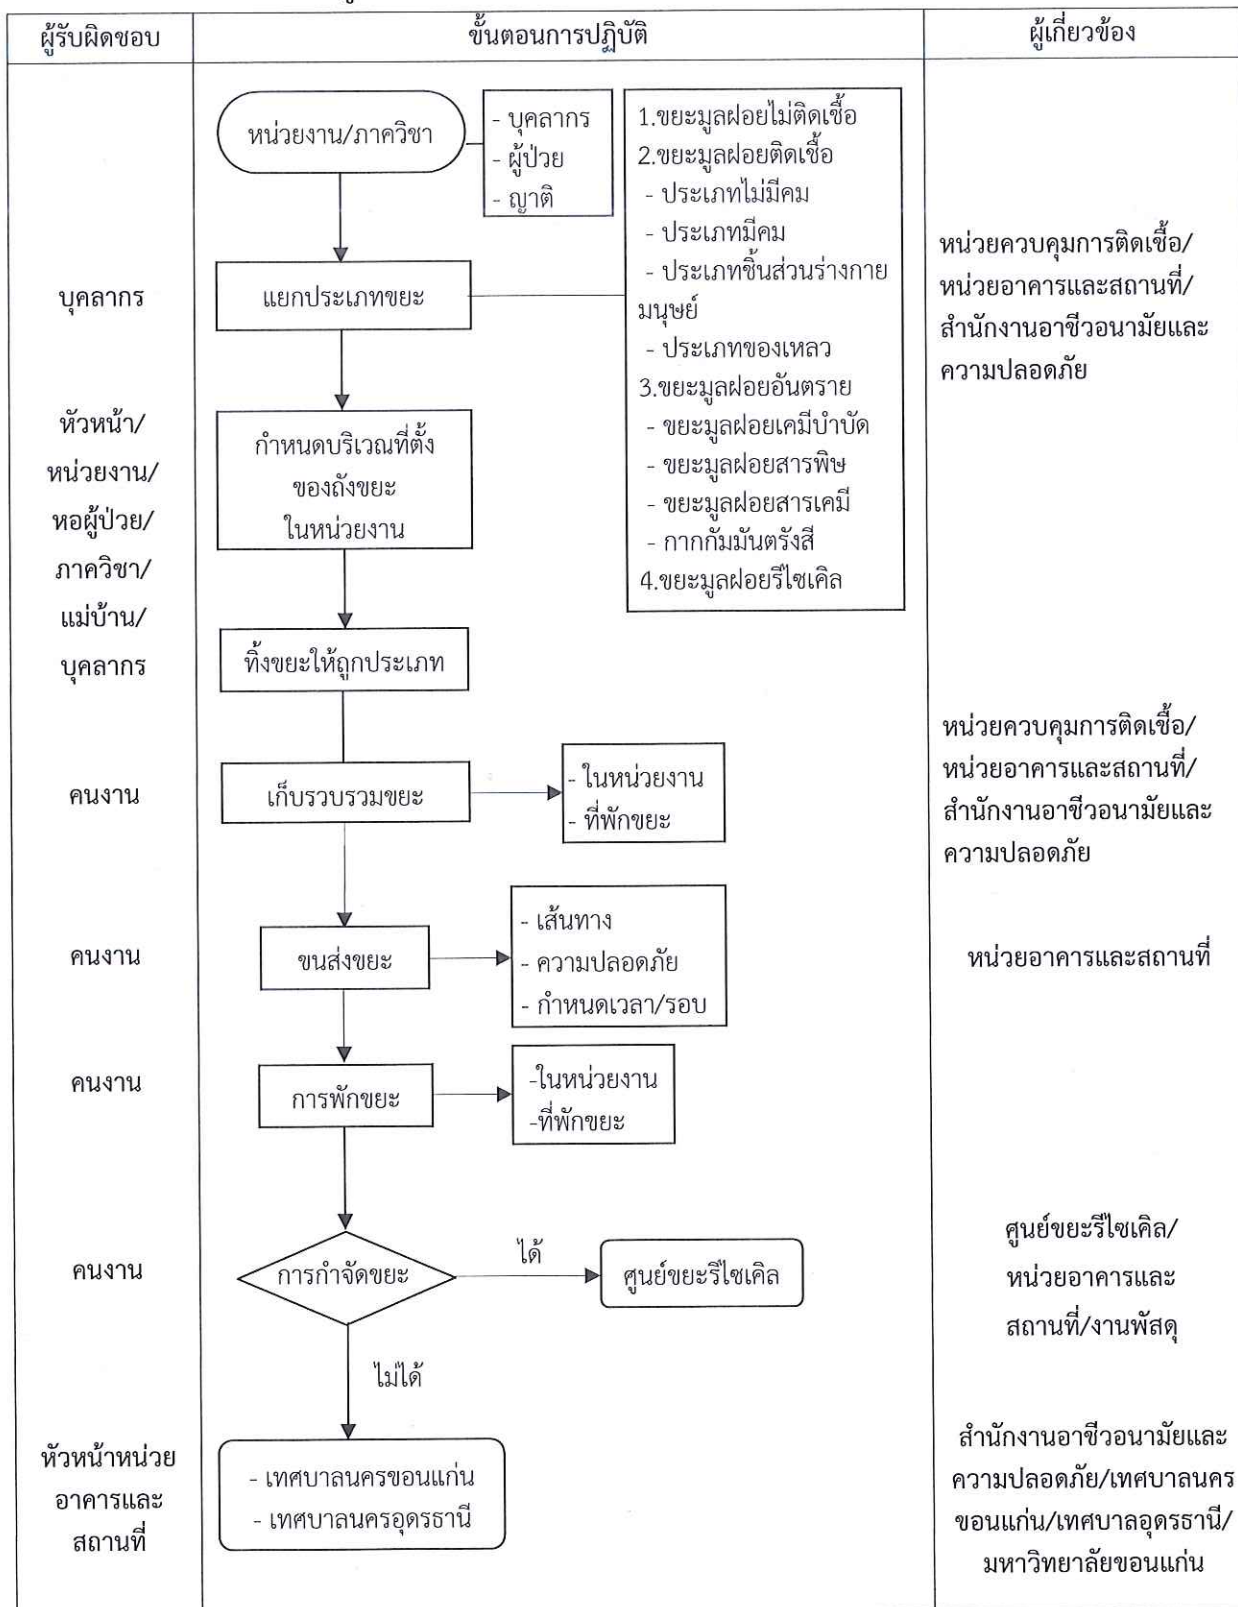 ผู้รับผิดชอบ
ขั้นตอนการปฏิบัติ
ผู้เกี่ยวข้อง
หน่วยงาน/ภาควิชา
- บุคลากร
- ผู้ป่วย
- ญาติ
1.ขยะมูลฝอยไม่ติดเชื้อ
2.ขยะมูลฝอยติดเชื้อ
- ประเภทไม่มีคม
- ประเภทมีคม
- ประเภทชิ้นส่วนร่างกาย
มนุษย์
- ประเภทของเหลว
3.ขยะมูลฝอยอันตราย
- ขยะมูลฝอยเคมีบำบัด
- ขยะมูลฝอยสารพิษ
- ขยะมูลฝอยสารเคมี
- กากกัมมันตรังสี
4.ขยะมูลฝอยรีไซเคิล
บุคลากร
แยกประเภทขยะ
หน่วยควบคุมการติดเชื้อ/
หน่วยอาคารและสถานที่/
สำนักงานอาชีวอนามัยและ
ความปลอดภัย
หัวหน้า/
หน่วยงาน/
หอผู้ป่วย/
ภาควิชา/
แม่บ้าน/
บุคลากร
กำหนดบริเวณที่ตั้ง
ของถังขยะ
ในหน่วยงาน
ทิ้งขยะให้ถูกประเภท
คนงาน
เก็บรวบรวมขยะ
- ในหน่วยงาน
- ที่พักขยะ
หน่วยควบคุมการติดเชื้อ/
หน่วยอาคารและสถานที่/
สำนักงานอาชีวอนามัยและ
ความปลอดภัย
คนงาน
ขนส่งขยะ
- เส้นทาง
- ความปลอดภัย
- กำหนดเวลา/รอบ
หน่วยอาคารและสถานที่
คนงาน
การพักขยะ
-ในหน่วยงาน
-ที่พักขยะ
คนงาน
การกำจัดขยะ
ได้
ศูนย์ขยะรีไซเคิล
ศูนย์ขยะรีไซเคิล/
หน่วยอาคารและ
สถานที่/งานพัสดุ
ไม่ได้
หัวหน้าหน่วย
อาคารและ
สถานที่
- เทศบาลนครขอนแก่น
- เทศบาลนครอุดรธานี
สำนักงานอาชีวอนามัยและ
ความปลอดภัย/เทศบาลนคร
ขอนแก่น/เทศบาลอุดรธานี/
มหาวิทยาลัยขอนแก่น